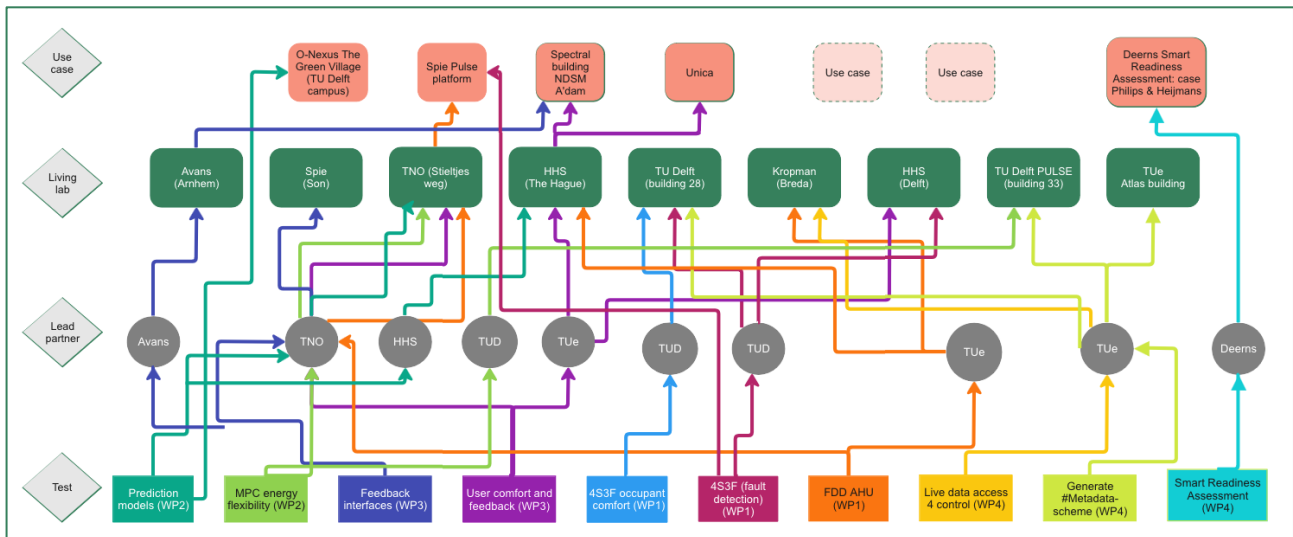 Use
case
O-Nexus The
Green Village
(TU Delft
campus)
Spie Pulse
platform
Spectral
building
NDSM
A'dam
Unica
Use case
Use case
Deerns Smart
Readiness
Assessment: case
Philips & Heijmans
Living
lab
Avans
(Arnhem)
Spie
(Son)
TNO (Stieltjes
weg)
HHS
(The Hague)
TU Delft
(building 28)
Kropman
(Breda)
HHS
(Delft)
TU Delft PULSE
(building 33)
TUe
Atlas building
Lead
partner
Avans
TNO
HHS
TUD
TUe
TUD
TUD
TUe
TUe
Deerns
Test
Prediction
models (WP2)
MPC energy
flexibility (WP2)
Feedback
interfaces (WP3)
User comfort and
feedback (WP3)
4S3F occupant
comfort (WP1)
4S3F (fault
detection)
(WP1)
FDD AHU
(WP1)
Live data access
4 control (WP4)
Generate
#Metadata-
scheme (WP4)
Smart Readiness
Assessment
(WP4)